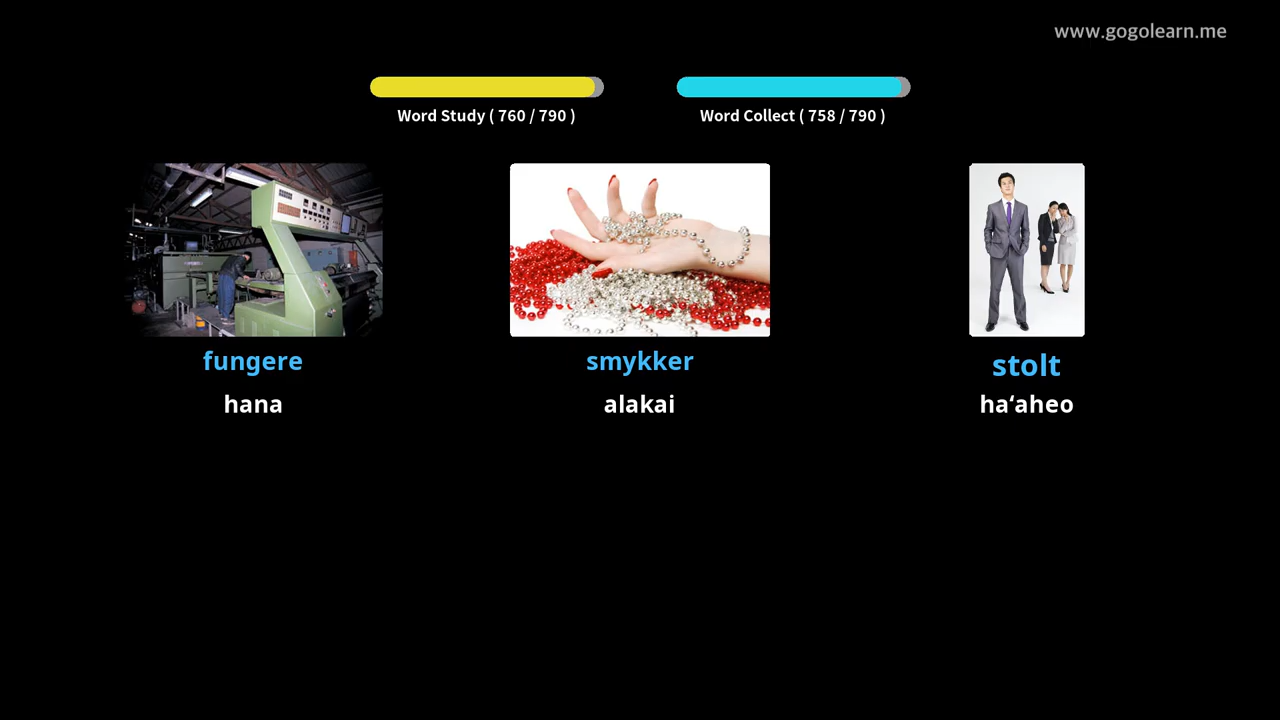 www.gogolearn.me
Word Study ( 760 / 790 )
Word Collect ( 758 / 790 )
fungere
smykker
stolt
hana
alakai
haʻaheo